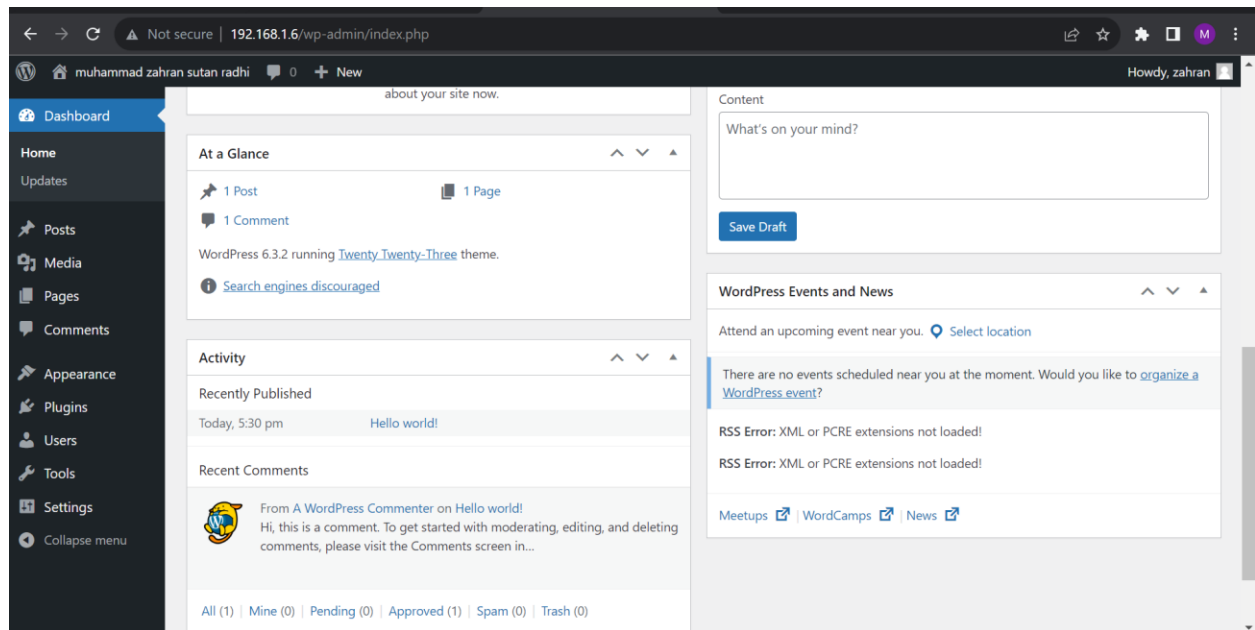 Not secure | 192.168.1.6/wp-admin/index.php
M
muhammad zahran sutan radhi 0 + New
Howdy, zahran
Dashboard
Home
Updates
Posts
Media
Pages
Comments
Appearance
Plugins
Users
Tools
Settings
Collapse menu
about your site now.
At a Glance
1 Post
1 Page
1 Comment
WordPress 6.3.2 running Twenty Twenty-Three theme.
Search engines discouraged
Activity
Recently Published
Today, 5:30 pm Hello world!
Recent Comments
From A WordPress Commenter on Hello world!
Hi, this is a comment. To get started with moderating, editing, and deleting
comments, please visit the Comments screen in...
All (1) | Mine (0) | Pending (0) | Approved (1) | Spam (0) | Trash (0)
Content
What's on your mind?
Save Draft
WordPress Events and News
Attend an upcoming event near you. Select location
There are no events scheduled near you at the moment. Would you like to organize a
WordPress event?
RSS Error: XML or PCRE extensions not loaded!
RSS Error: XML or PCRE extensions not loaded!
Meetups | WordCamps | News